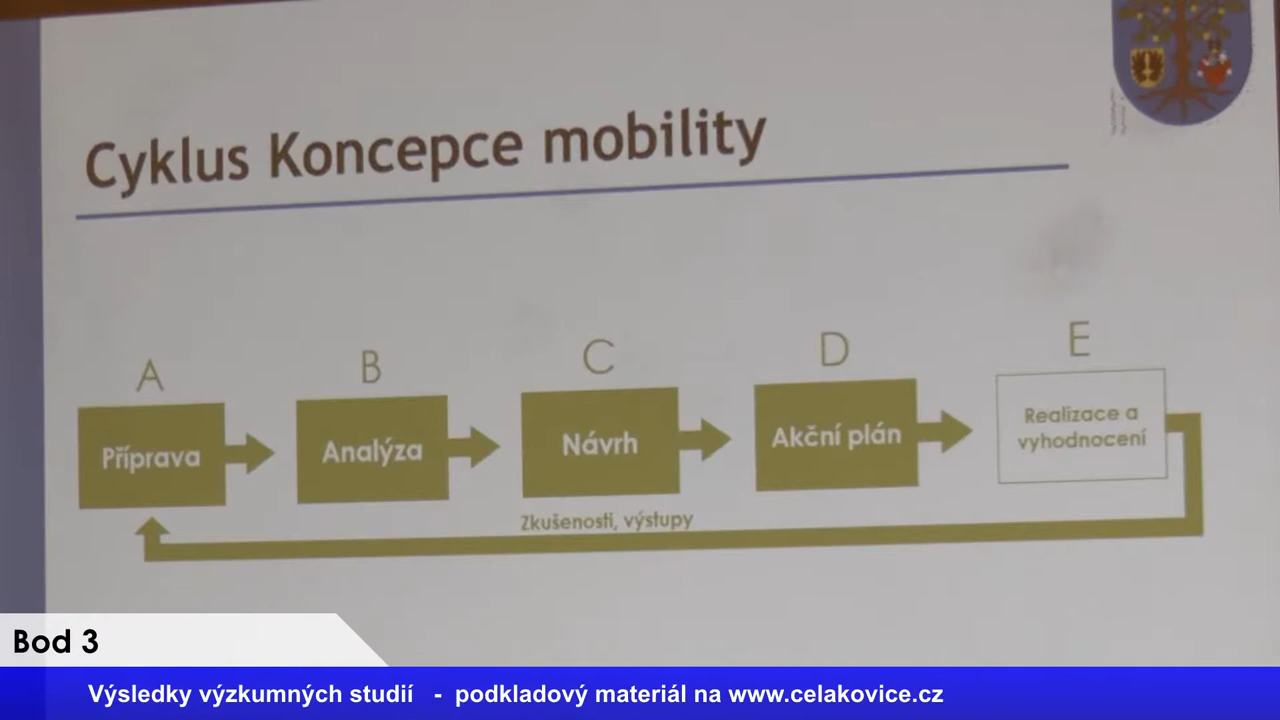 Cyklus Koncepce mobility
A
B
C
D
E
Příprava
Analýza
Návrh
Akční plán
Realizace a
vyhodnocení
Zkušenosti, výstupy
Bod 3
Výsledky výzkumných studií - podkladový materiál na www.celakovice.cz